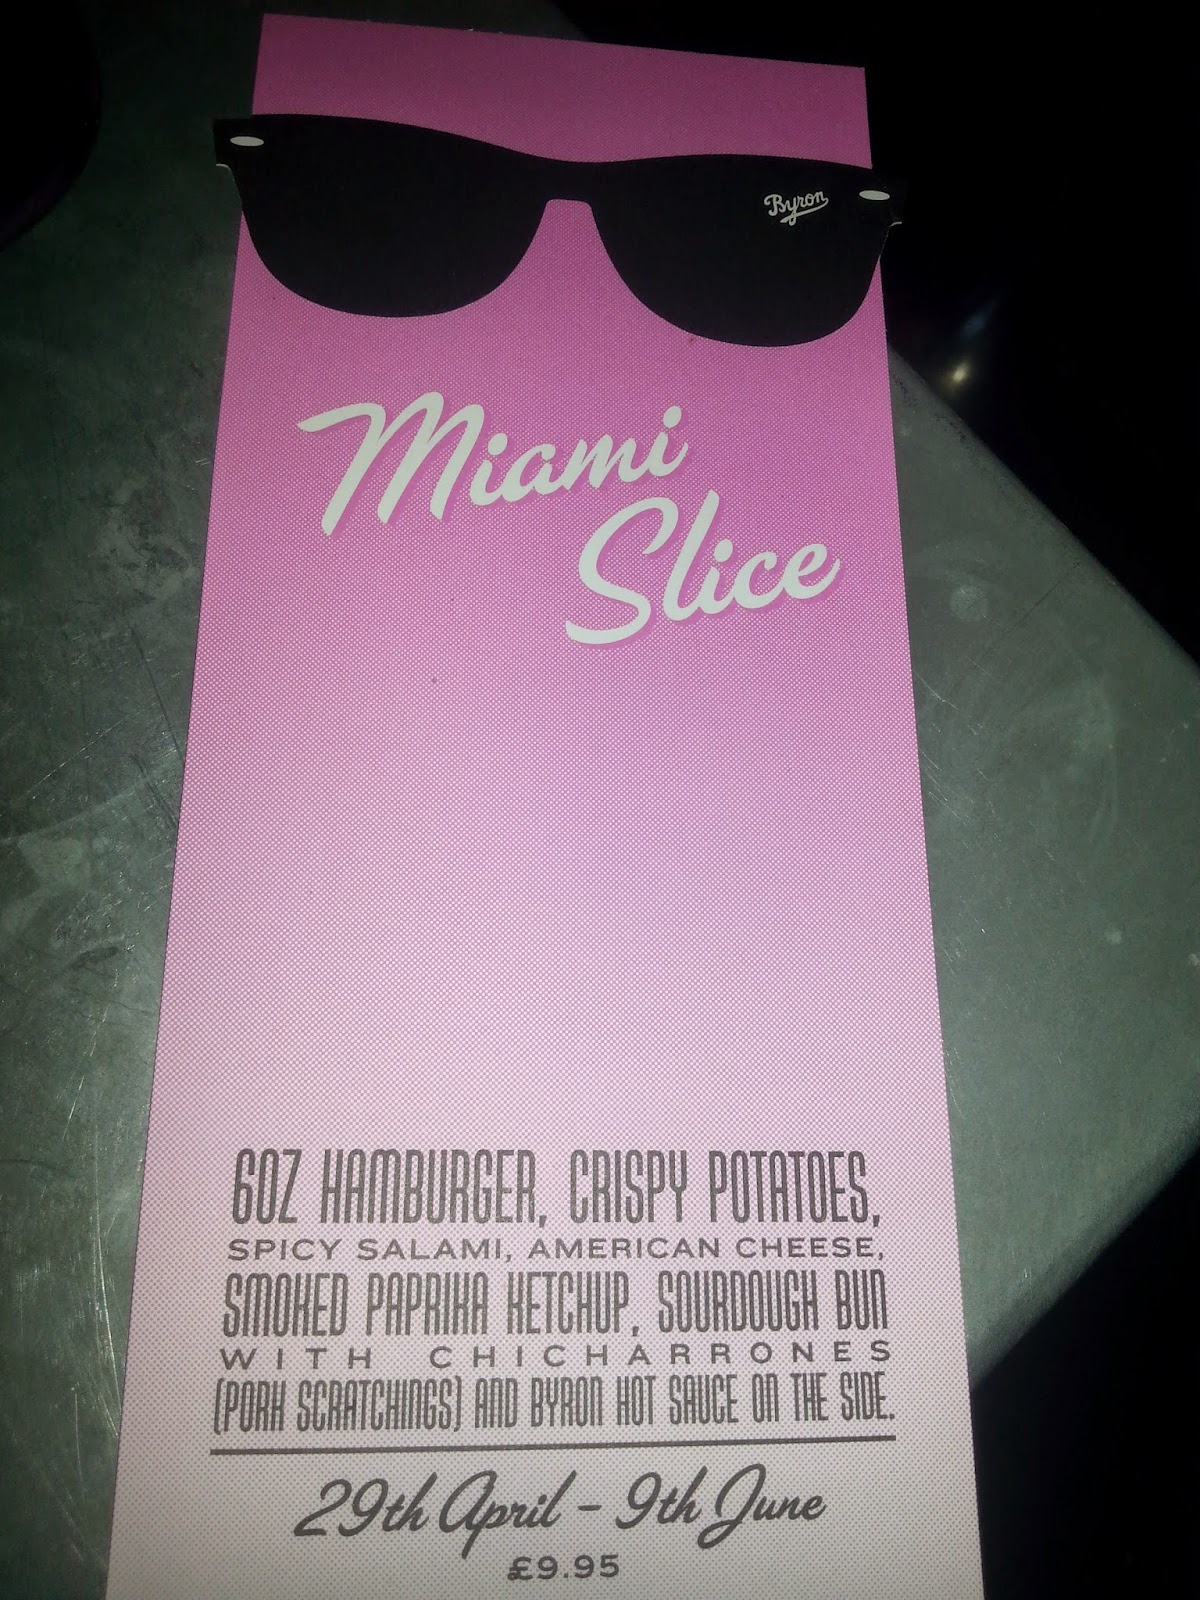 Byron
Miami
Slice
6OZ HAMBURGER, CRISPY POTATOES,
SPICY SALAMI, AMERICAN CHEESE,
SMOKED PAPRIKA KETCHUP, SOURDOUGH BUN
WITH CHICHARRONES
(PORK SCRATCHINGS) AND BYRON HOT SAUCE ON THE SIDE.
29th April - 9th June
£9.95